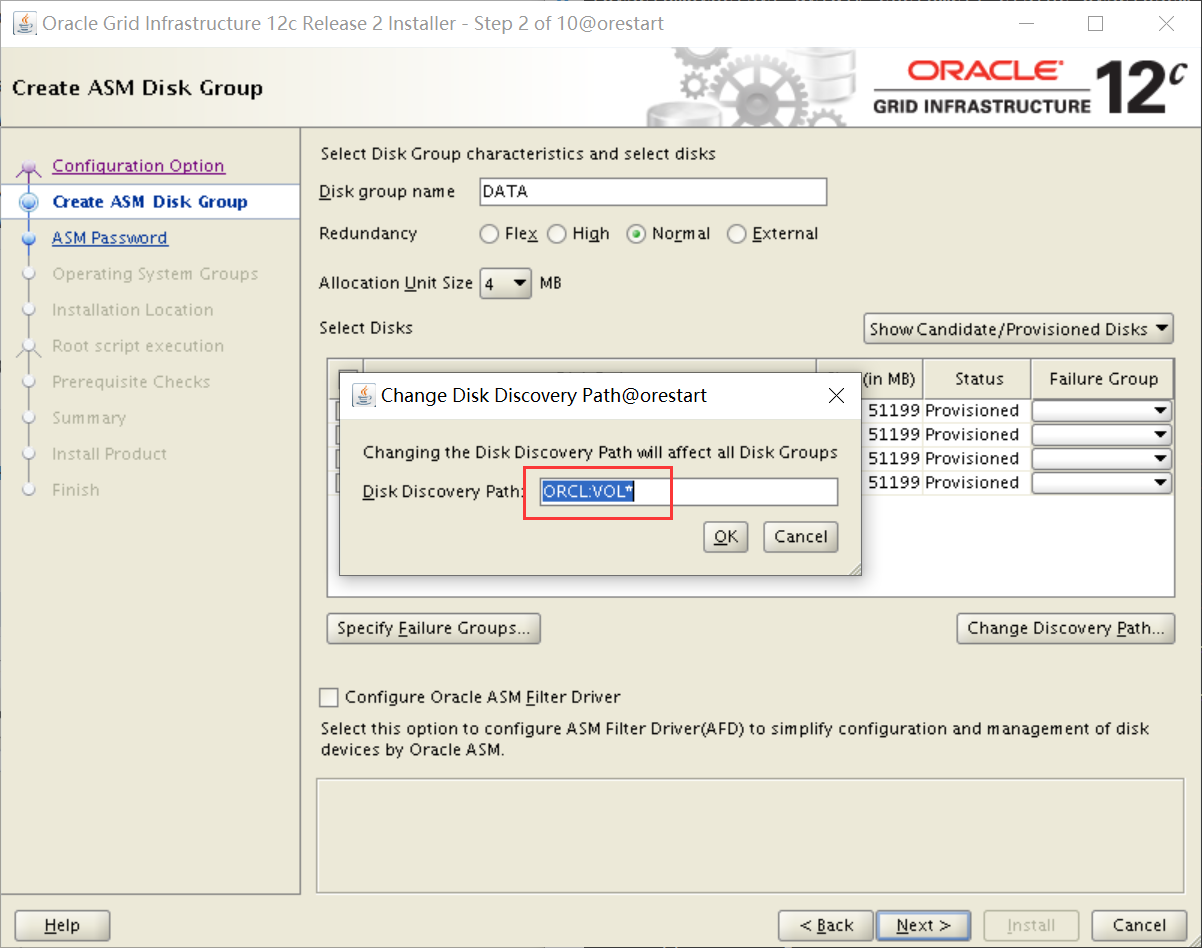 Oracle Grid Infrastructure 12c Release 2 Installer - Step 2 of 10@orestart
Create ASM Disk Group
ORACLE
GRID INFRASTRUCTURE
12c
Configuration Option
Create ASM Disk Group
ASM Password
Operating System Groups
Installation Location
Root script execution
Prerequisite Checks
Summary
Install Product
Finish
Select Disk Group characteristics and select disks
Disk group name DATA
Redundancy Flex High Normal External
Allocation Unit Size 4 MB
Select Disks Show Candidate/Provisioned Disks
(in MB) Status Failure Group
51199 Provisioned
51199 Provisioned
51199 Provisioned
51199 Provisioned
Change Disk Discovery Path@orestart
Changing the Disk Discovery Path will affect all Disk Groups
Disk Discovery Path: ORCL:VOL*
OK Cancel
Specify Failure Groups... Change Discovery Path...
Configure Oracle ASM Filter Driver
Select this option to configure ASM Filter Driver(AFD) to simplify configuration and management of disk
devices by Oracle ASM.
Help < Back Next > Install Cancel